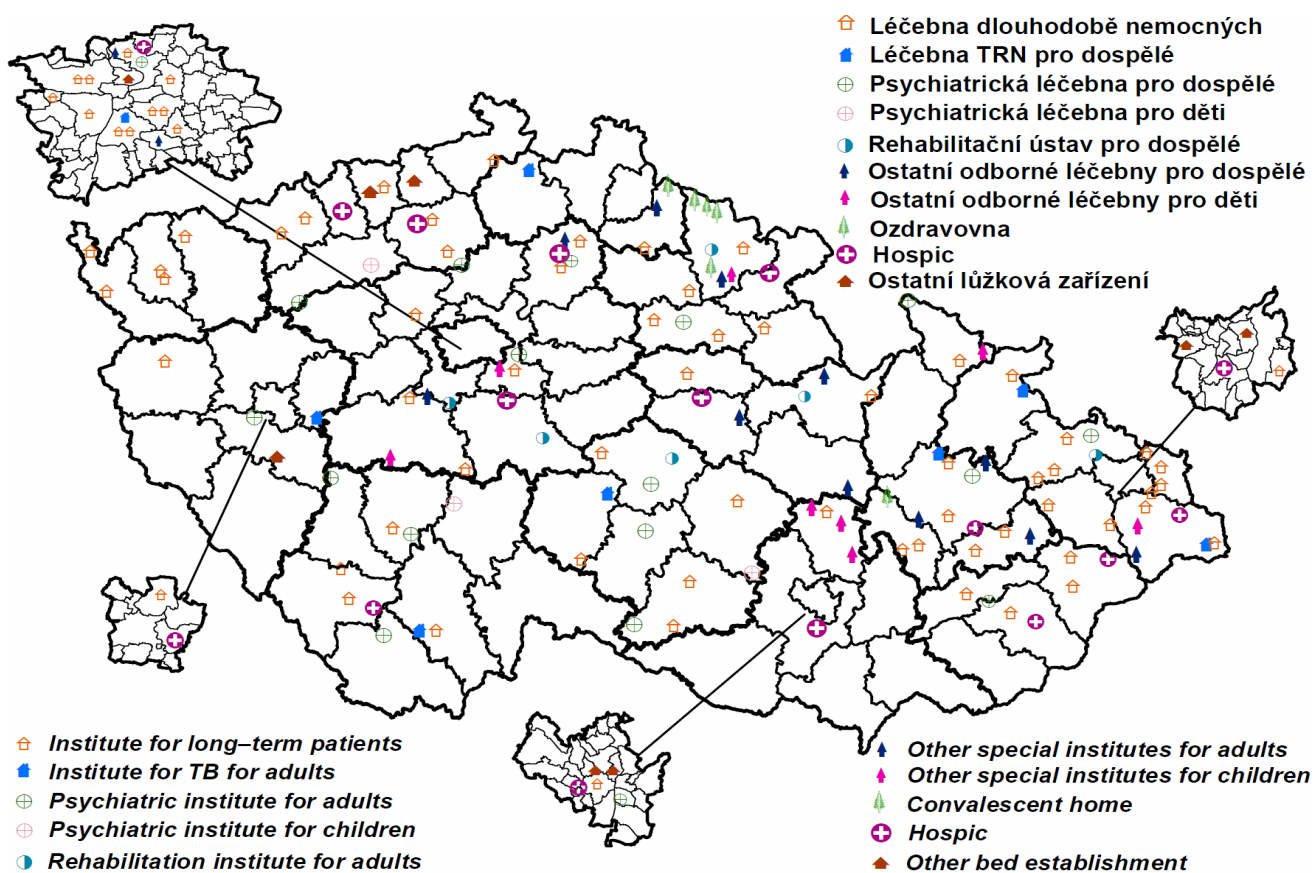 Léčebna dlouhodobě nemocných
Léčebna TRN pro dospělé
Psychiatrická léčebna pro dospělé
Psychiatrická léčebna pro děti
Rehabilitační ústav pro dospělé
Ostatní odborné léčebny pro dospělé
Ostatní odborné léčebny pro děti
Ozdravovna
Hospic
Ostatní lůžková zařízení
Institute for long–term patients
Institute for TB for adults
Psychiatric institute for adults
Psychiatric institute for children
Rehabilitation institute for adults
Other special institutes for adults
Other special institutes for children
Convalescent home
Hospic
Other bed establishment